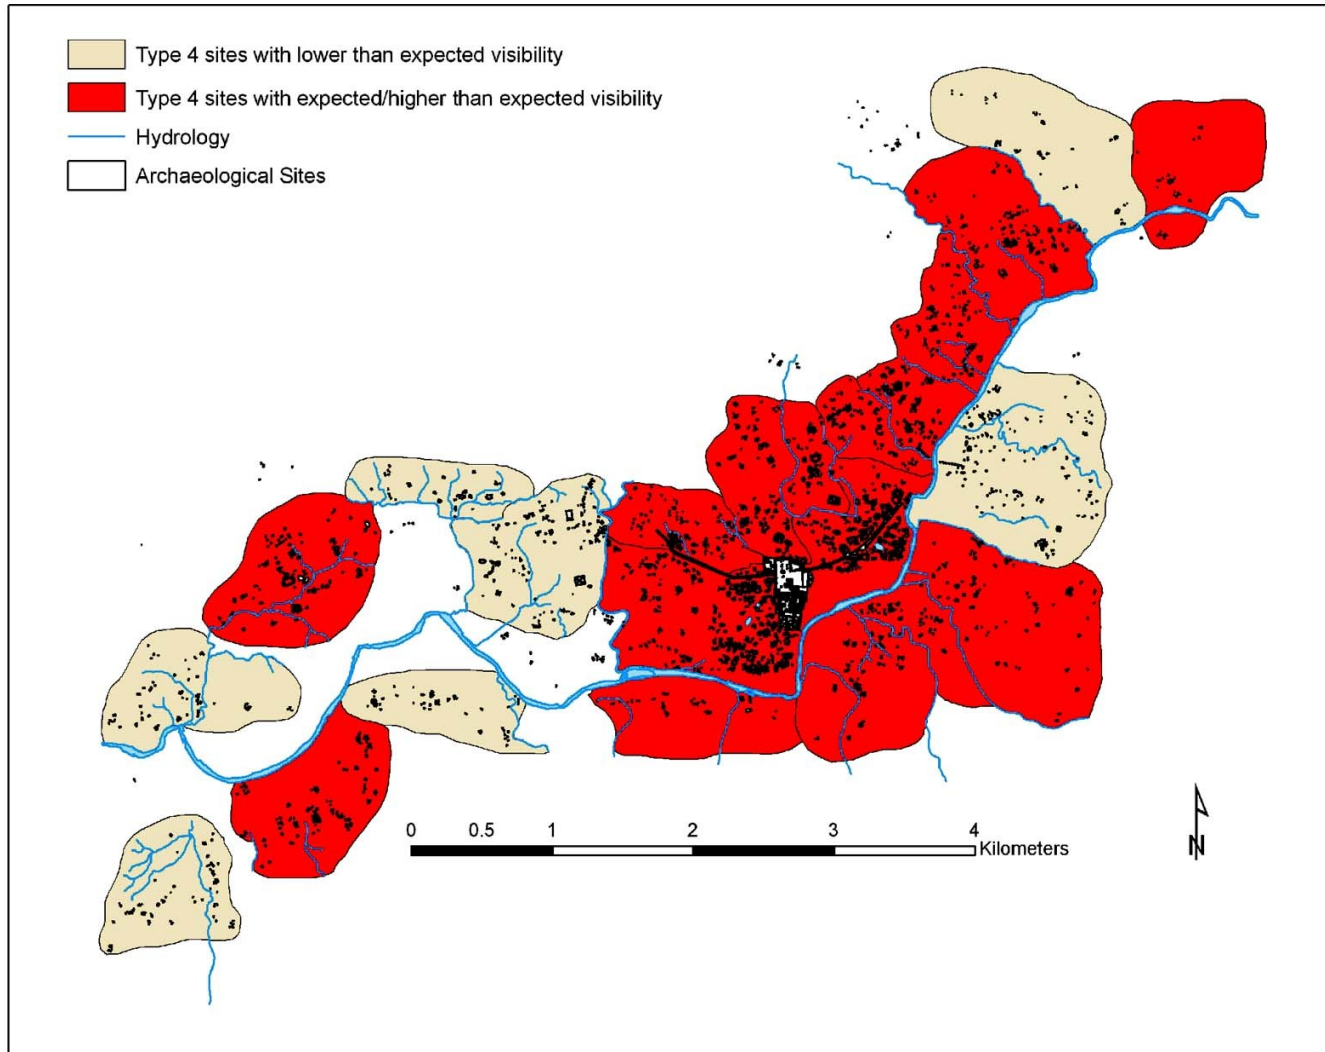 Type 4 sites with lower than expected visibility
Type 4 sites with expected/higher than expected visibility
Hydrology
Archaeological Sites
0 0.5 1 2 3 4
Kilometers
N